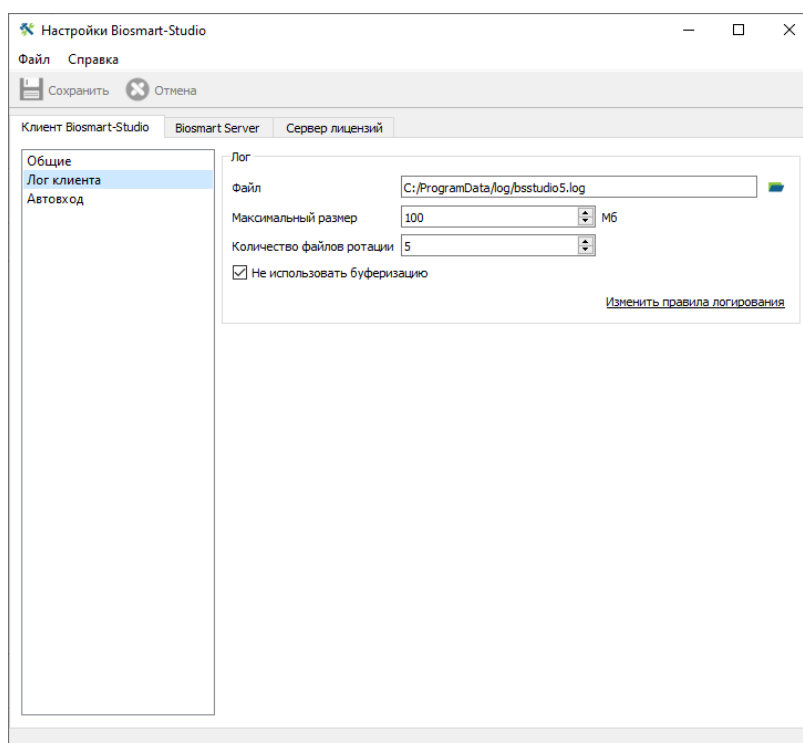 Настройки Biosmart-Studio
Файл Справка
Сохранить Отмена
Клиент Biosmart-Studio Biosmart Server Сервер лицензий
Общие
Лог клиента
Автовход
Лог
Файл C:/ProgramData/log/bsstudio5.log
Максимальный размер 100 Мб
Количество файлов ротации 5
Не использовать буферизацию
Изменить правила логирования